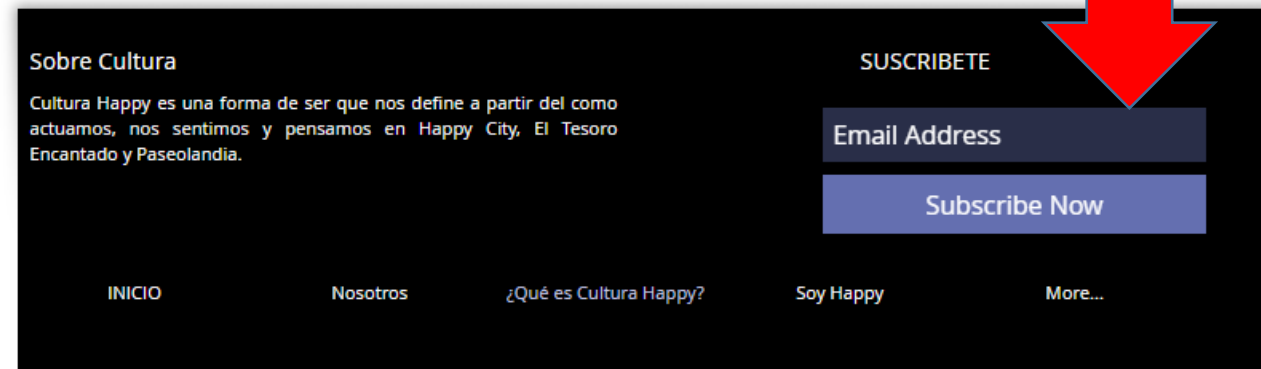 Sobre Cultura
Cultura Happy es una forma de ser que nos define a partir del como
actuamos, nos sentimos y pensamos en Happy City, El Tesoro
Encantado y Paseolandia.
SUSCRIBETE
Email Address
Subscribe Now
INICIO Nosotros ¿Qué es Cultura Happy? Soy Happy More...